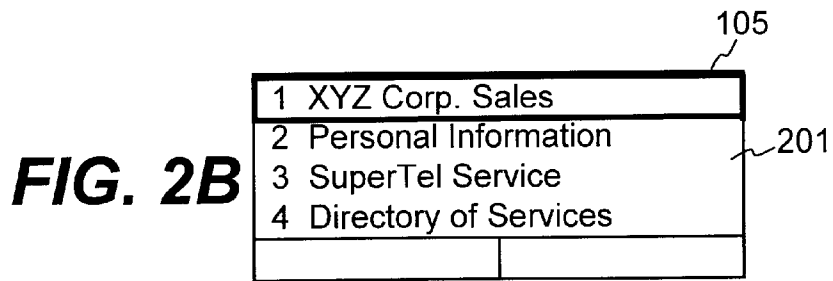 105
1 XYZ Corp. Sales
2 Personal Information
201
3 SuperTel Service
FIG. 2B
4 Directory of Services